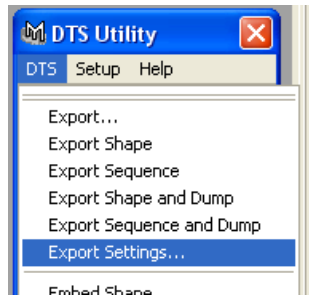 DTS Utility
DTS Setup Help
Export...
Export Shape
Export Sequence
Export Shape and Dump
Export Sequence and Dump
Export Settings...
Embed Shape